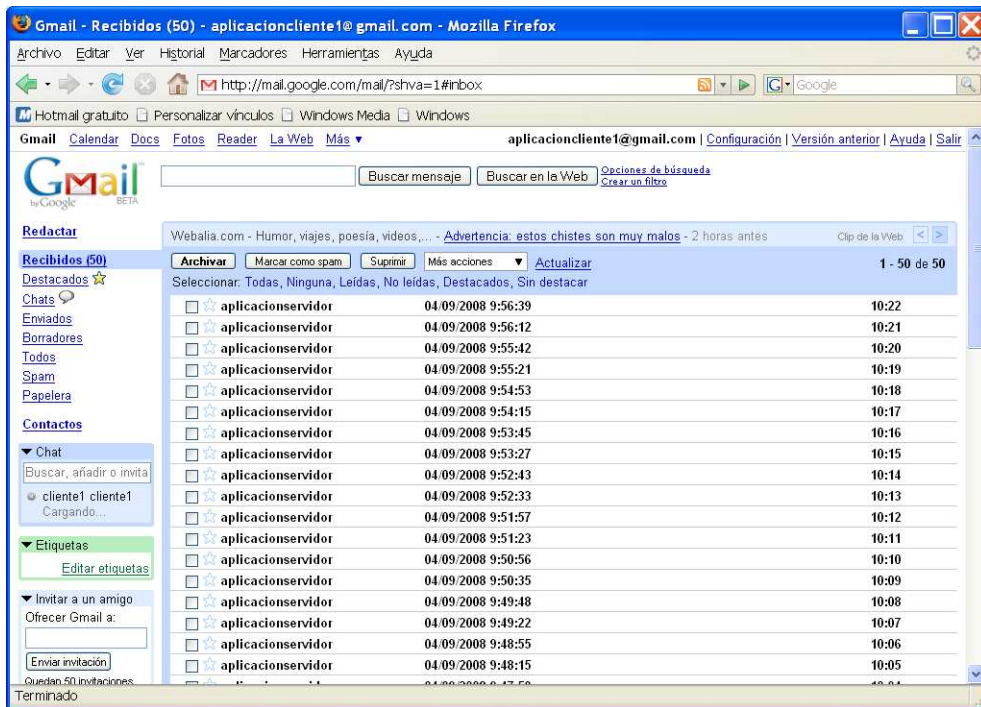 Gmail - Recibidos (50) - aplicacioncliente1@gmail.com - Mozilla Firefox
Archivo Editar Ver Historial Marcadores Herramientas Ayuda
http://mail.google.com/mail/?shva=1#inbox
G Google
Hotmail gratuito Personalizar vínculos Windows Media Windows
Gmail Calendar Docs Fotos Reader La Web Más ▼ aplicacioncliente1@gmail.com | Configuración | Versión anterior | Ayuda | Salir
Gmail by Google BETA
Buscar mensaje Buscar en la Web Opciones de búsqueda
Crear un filtro
Redactar
Recibidos (50)
Destacados
Chats
Enviados
Borradores
Todos
Spam
Papelera
Contactos
▼ Chat
Buscar, añadir o invita
cliente1 cliente1
Cargando...
▼ Etiquetas
Editar etiquetas
▼ Invitar a un amigo
Ofrecer Gmail a:
Enviar invitación
Quedan 50 invitaciones
Webalia.com - Humor, viajes, poesía, videos,... - Advertencia: estos chistes son muy malos - 2 horas antes Clip de la Web < >
Archivar Marcar como spam Suprimir Más acciones ▼ Actualizar 1 - 50 de 50
Seleccionar: Todas, Ninguna, Leídas, No leídas, Destacados, Sin destacar
aplicacionservidor 04/09/2008 9:56:39 10:22
aplicacionservidor 04/09/2008 9:56:12 10:21
aplicacionservidor 04/09/2008 9:55:42 10:20
aplicacionservidor 04/09/2008 9:55:21 10:19
aplicacionservidor 04/09/2008 9:54:53 10:18
aplicacionservidor 04/09/2008 9:54:15 10:17
aplicacionservidor 04/09/2008 9:53:45 10:16
aplicacionservidor 04/09/2008 9:53:27 10:15
aplicacionservidor 04/09/2008 9:52:43 10:14
aplicacionservidor 04/09/2008 9:52:33 10:13
aplicacionservidor 04/09/2008 9:51:57 10:12
aplicacionservidor 04/09/2008 9:51:23 10:11
aplicacionservidor 04/09/2008 9:50:56 10:10
aplicacionservidor 04/09/2008 9:50:35 10:09
aplicacionservidor 04/09/2008 9:49:48 10:08
aplicacionservidor 04/09/2008 9:49:22 10:07
aplicacionservidor 04/09/2008 9:48:55 10:06
aplicacionservidor 04/09/2008 9:48:15 10:05
Terminado